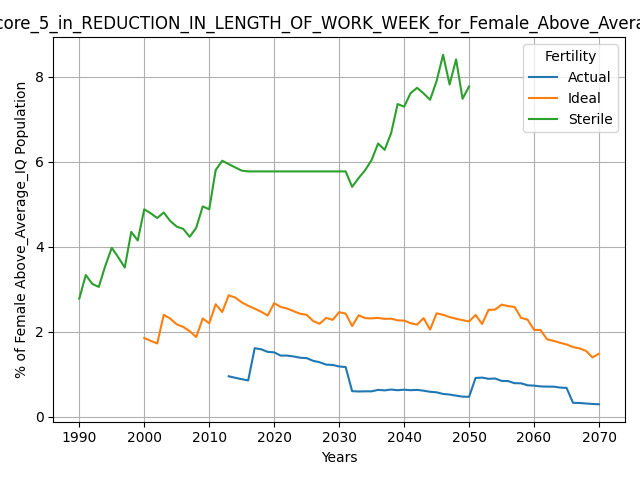 core_5_in_REDUCTION_IN_LENGTH_OF_WORK_WEEK_for_Female_Above_Avera
% of Female Above_Average_IQ Population
8
6
4
2
0
Fertility
Actual
Ideal
Sterile
1990 2000 2010 2020 2030 2040 2050 2060 2070
Years